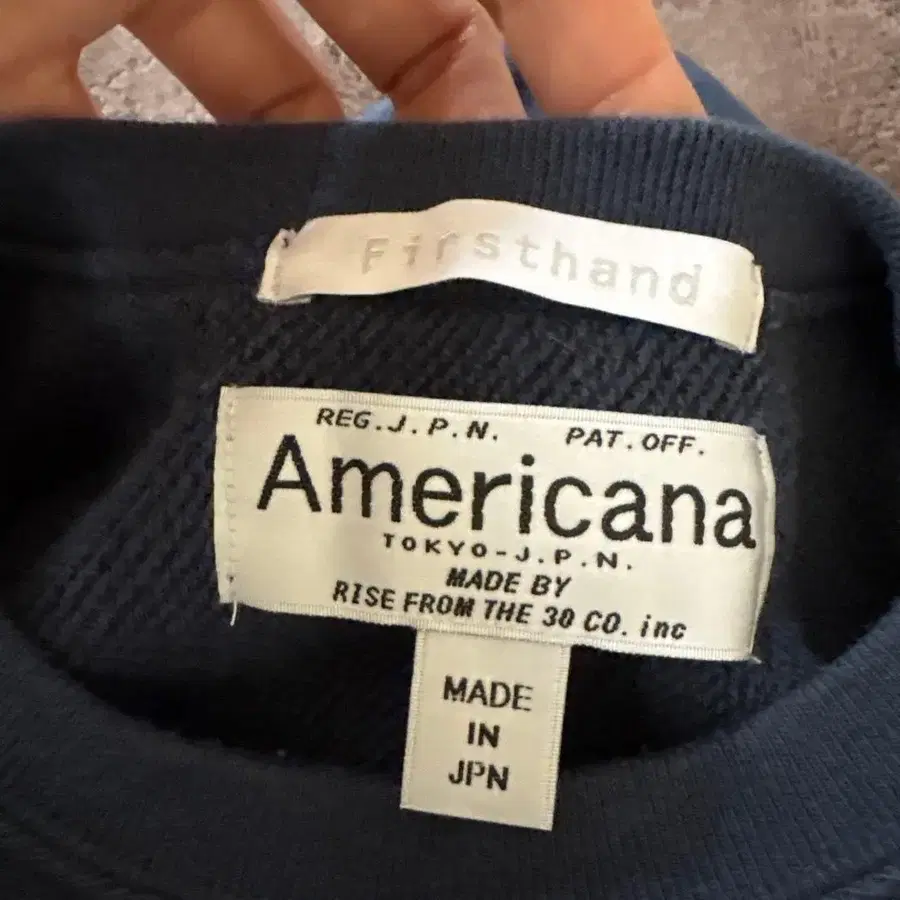 Firsthand
REG.J.P.N. PAT.OFF.
Americana
TOKYO-J.P.N.
MADE BY
RISE FROM THE 30 CO. inc
MADE
IN
JPN